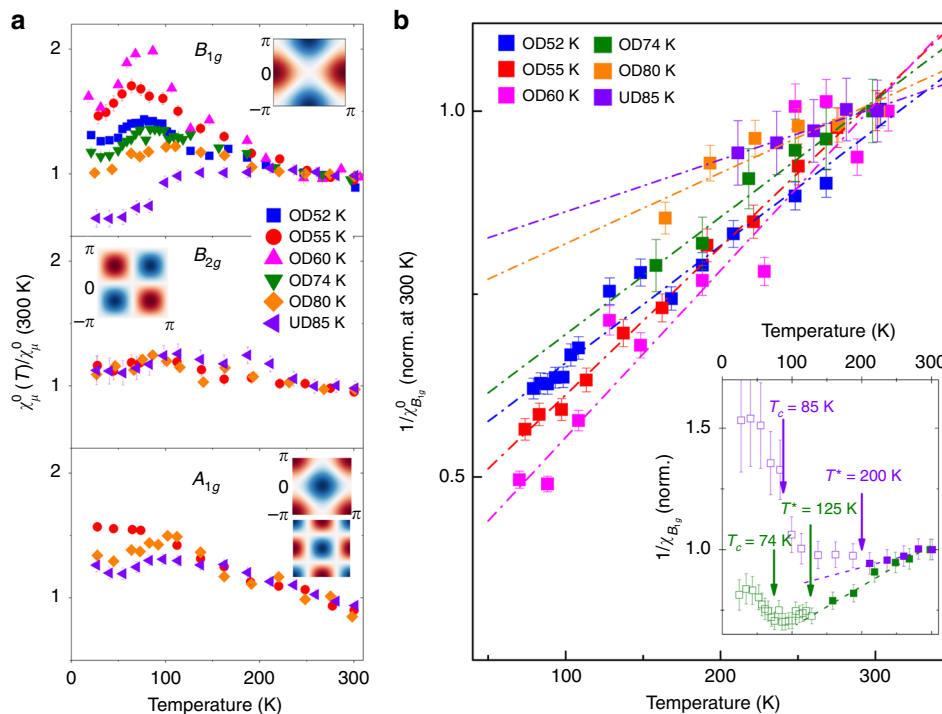 a
B1g
π
0
−π
π
2
1
OD52 K
OD55 K
OD60 K
OD74 K
OD80 K
UD85 K
B2g
π
0
−π
π
2
1
χμ0 (T)/χμ0 (300 K)
A1g
π
0
−π
π
2
1
0
100
200
300
Temperature (K)
b
OD52 K
OD55 K
OD60 K
OD74 K
OD80 K
UD85 K
1.0
0.5
1/χ0B1g (norm. at 300 K)
100
200
300
Temperature (K)
Temperature (K)
0 100 200 300
1.5
1.0
1/χB1g (norm.)
Tc = 85 K
T* = 200 K
T* = 125 K
Tc = 74 K